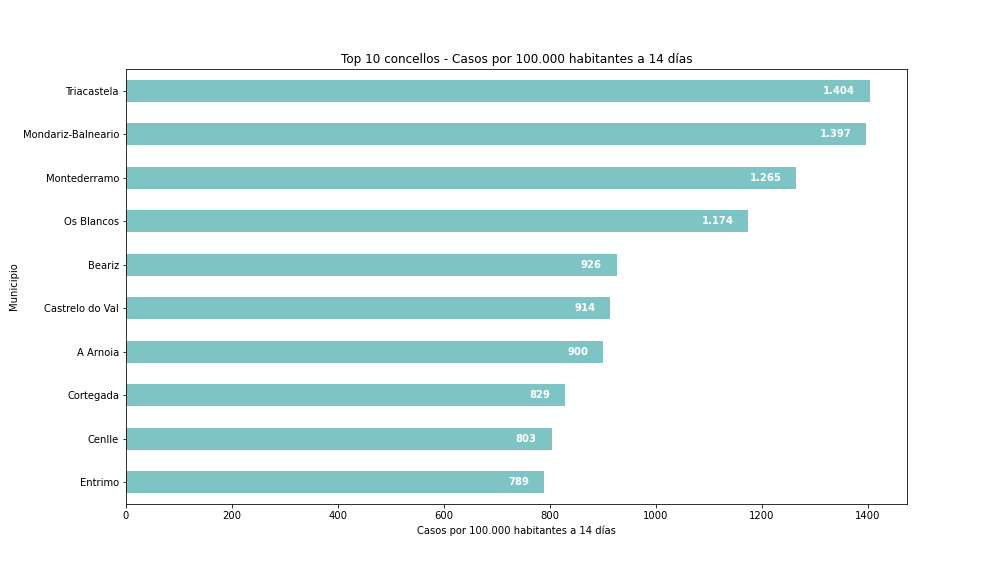 Top 10 concellos - Casos por 100.000 habitantes a 14 días
Municipio
Triacastela 1.404
Mondariz-Balneario 1.397
Montederramo 1.265
Os Blancos 1.174
Beariz 926
Castrelo do Val 914
A Arnoia 900
Cortegada 829
Cenlle 803
Entrimo 789
0 200 400 600 800 1000 1200 1400
Casos por 100.000 habitantes a 14 días